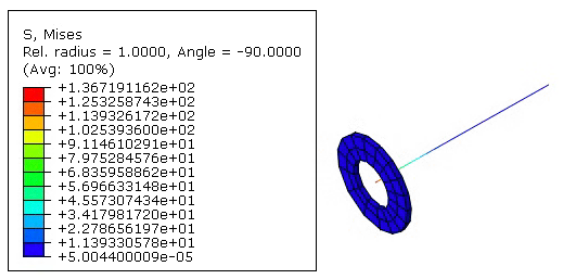 S, Mises
Rel. radius = 1.0000, Angle = -90.0000
(Avg: 100%)
+1.367191162e+02
+1.253258743e+02
+1.139326172e+02
+1.025393600e+02
+9.114610291e+01
+7.975284576e+01
+6.835958862e+01
+5.696633148e+01
+4.557307434e+01
+3.417981720e+01
+2.278656197e+01
+1.139330578e+01
+5.004400009e-05